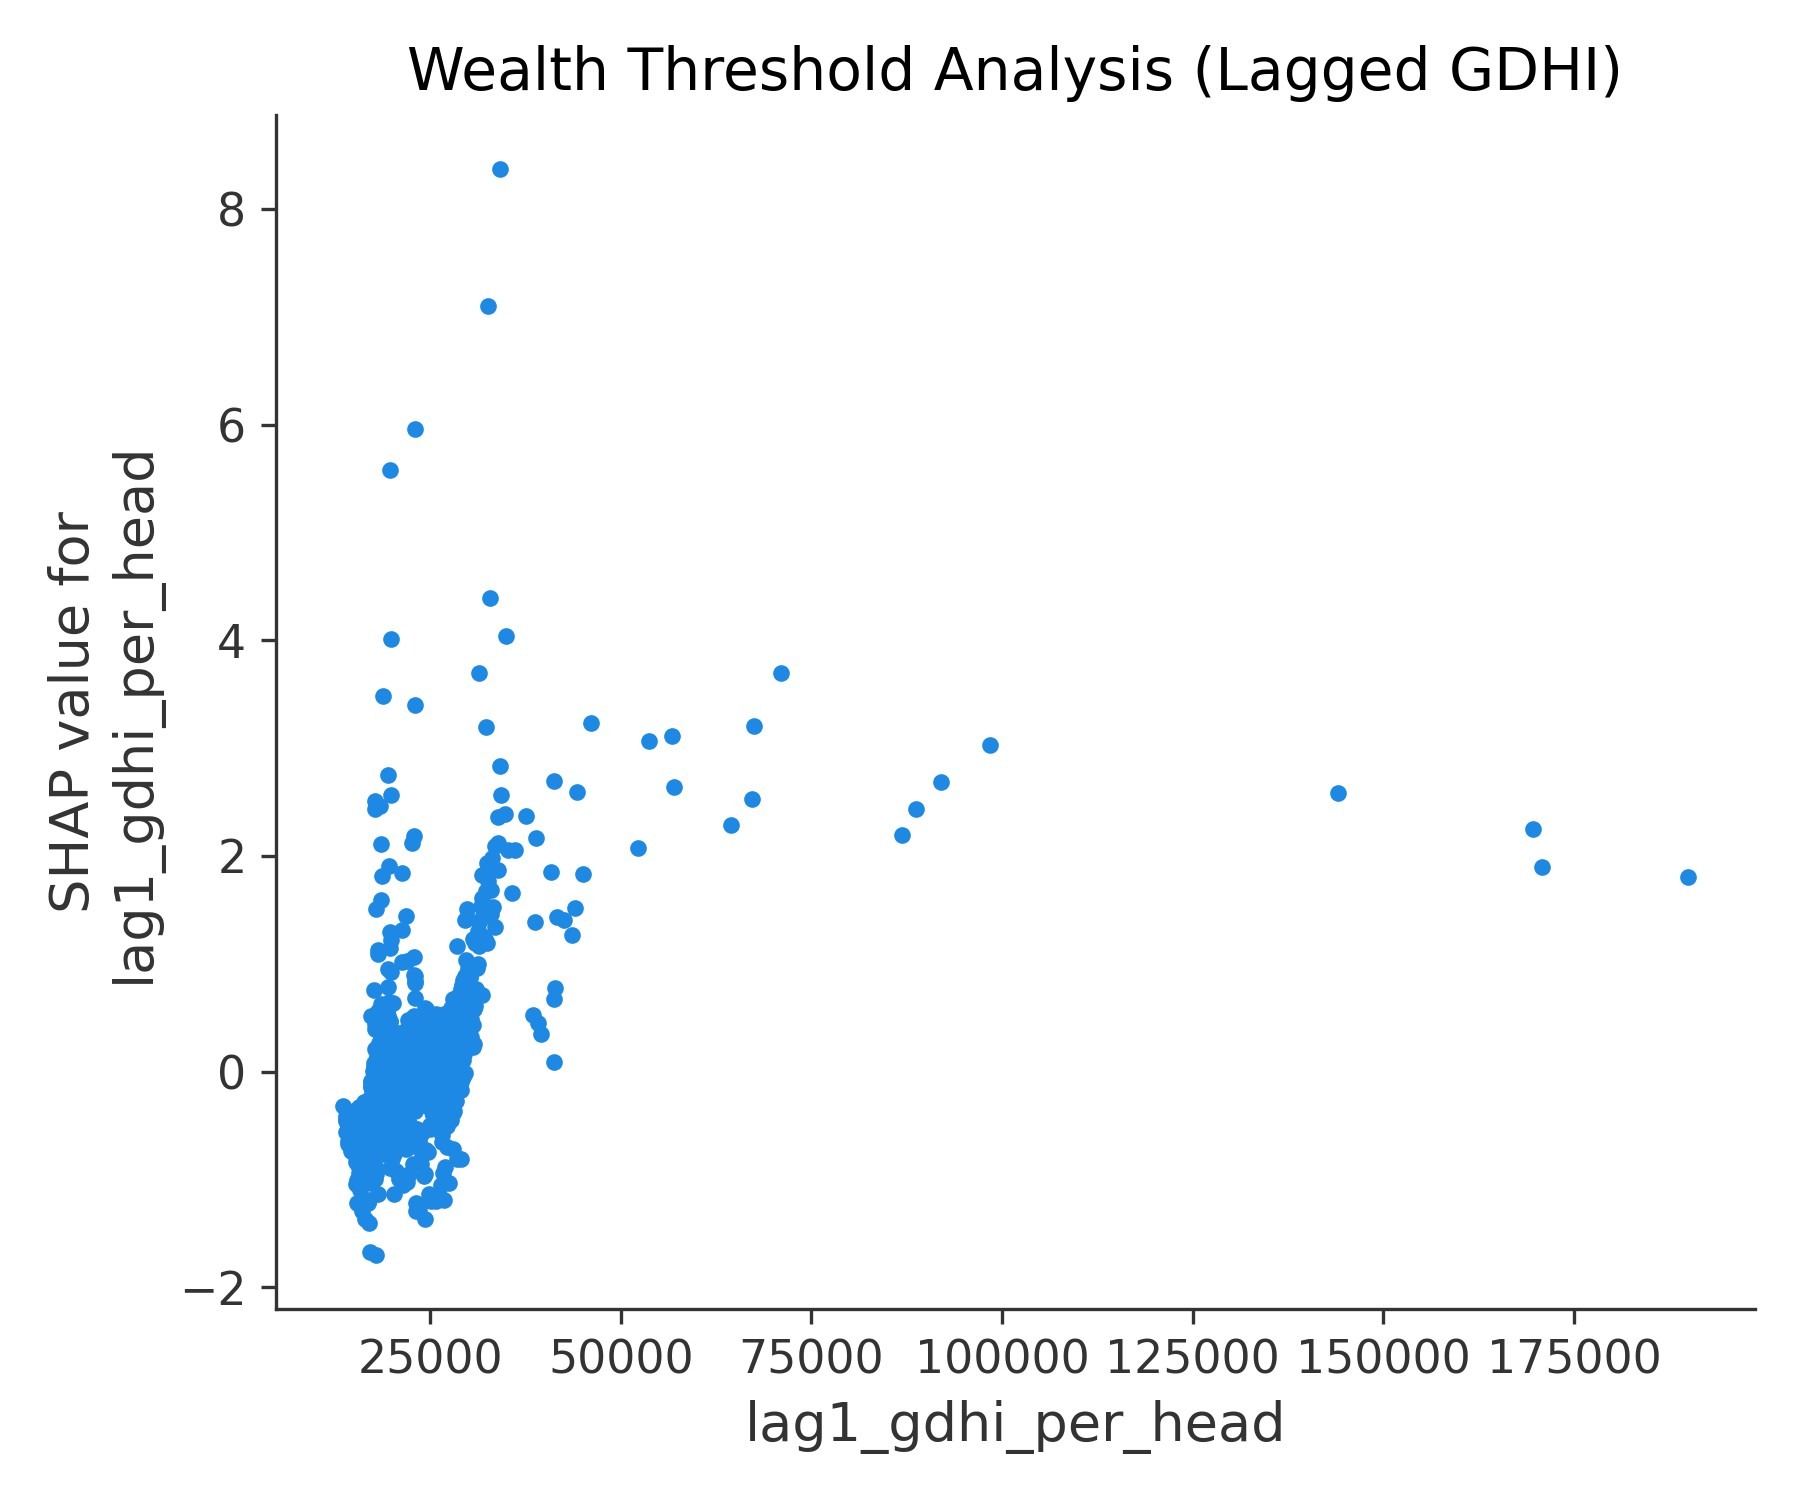 Wealth Threshold Analysis (Lagged GDHI)
8
6
4
2
0
−2
SHAP value for
lag1_gdhi_per_head
25000 50000 75000 100000 125000 150000 175000
lag1_gdhi_per_head